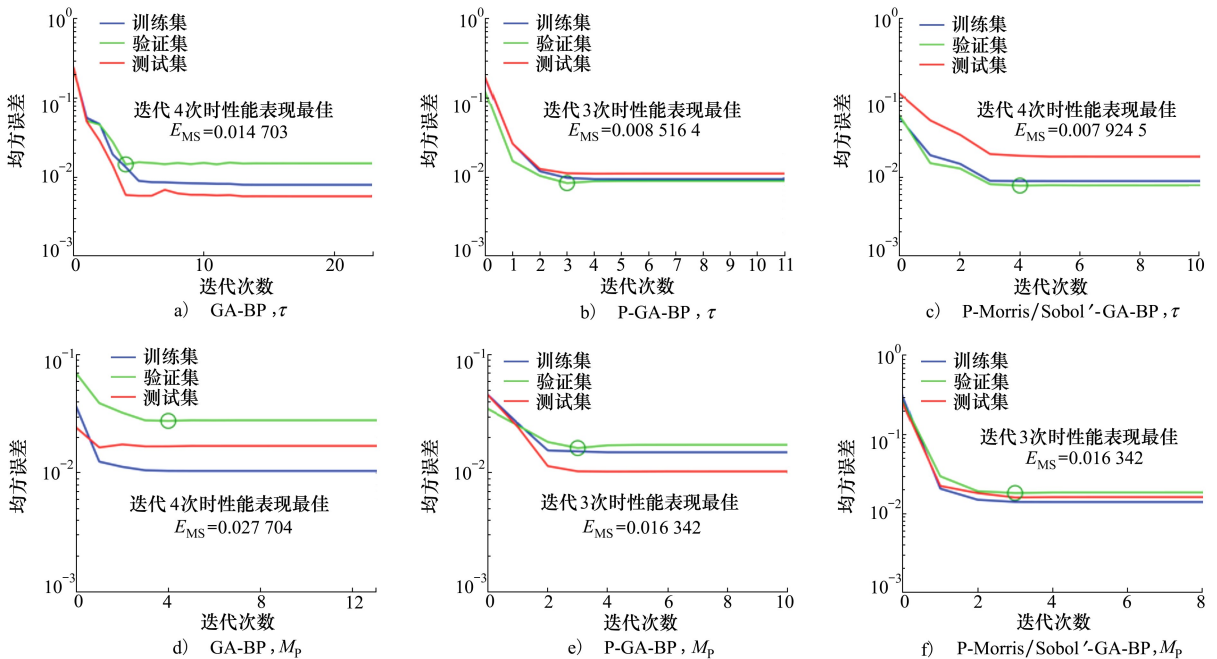 10^0
10^-1
10^-2
10^-3
均方误差
训练集
验证集
测试集
迭代 4次时性能表现最佳
E_MS=0.014 703
0
10
20
迭代次数
a) GA-BP,τ
10^0
10^-1
10^-2
10^-3
均方误差
训练集
验证集
测试集
迭代 3次时性能表现最佳
E_MS=0.008 516 4
0 1 2 3 4 5 6 7 8 9 10 11
迭代次数
b) P-GA-BP, τ
10^0
10^-1
10^-2
10^-3
均方误差
训练集
验证集
测试集
迭代 4次时性能表现最佳
E_MS=0.007 924 5
0 2 4 6 8 10
迭代次数
c) P-Morris/Sobol′-GA-BP,τ
10^-1
10^-2
10^-3
均方误差
训练集
验证集
测试集
迭代 4次时性能表现最佳
E_MS=0.027 704
0 4 8 12
迭代次数
d) GA-BP,M_P
10^-1
10^-2
10^-3
均方误差
训练集
验证集
测试集
迭代 3次时性能表现最佳
E_MS=0.016 342
0 2 4 6 8 10
迭代次数
e) P-GA-BP, M_P
10^0
10^-1
10^-2
10^-3
均方误差
训练集
验证集
测试集
迭代 3次时性能表现最佳
E_MS=0.016 342
0 2 4 6 8
迭代次数
f) P-Morris/Sobol′-GA-BP,M_P